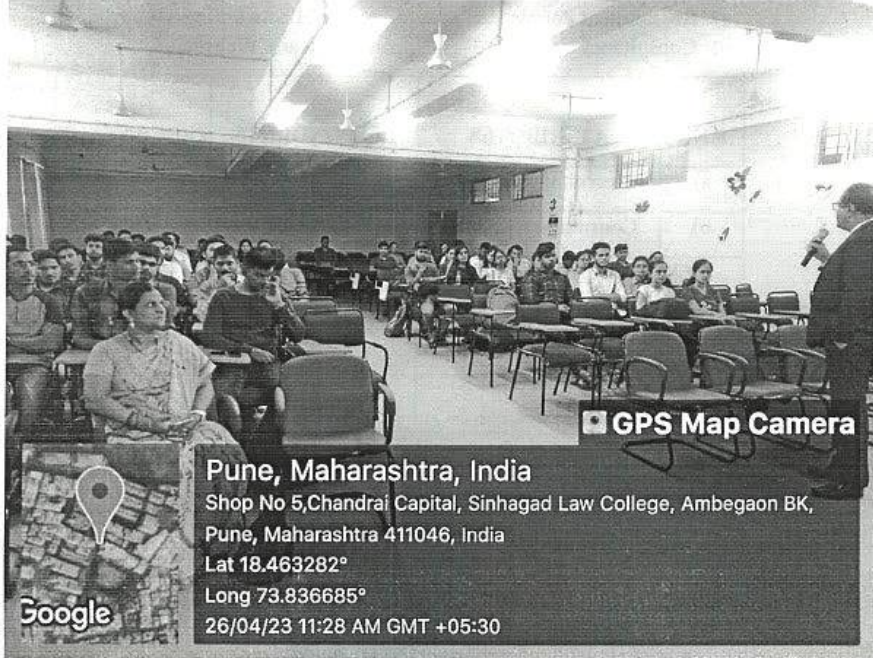 GPS Map Camera
Pune, Maharashtra, India
Shop No 5,Chandrai Capital, Sinhagad Law College, Ambegaon BK,
Pune, Maharashtra 411046, India
Lat 18.463282°
Long 73.836685°
26/04/23 11:28 AM GMT +05:30
Google